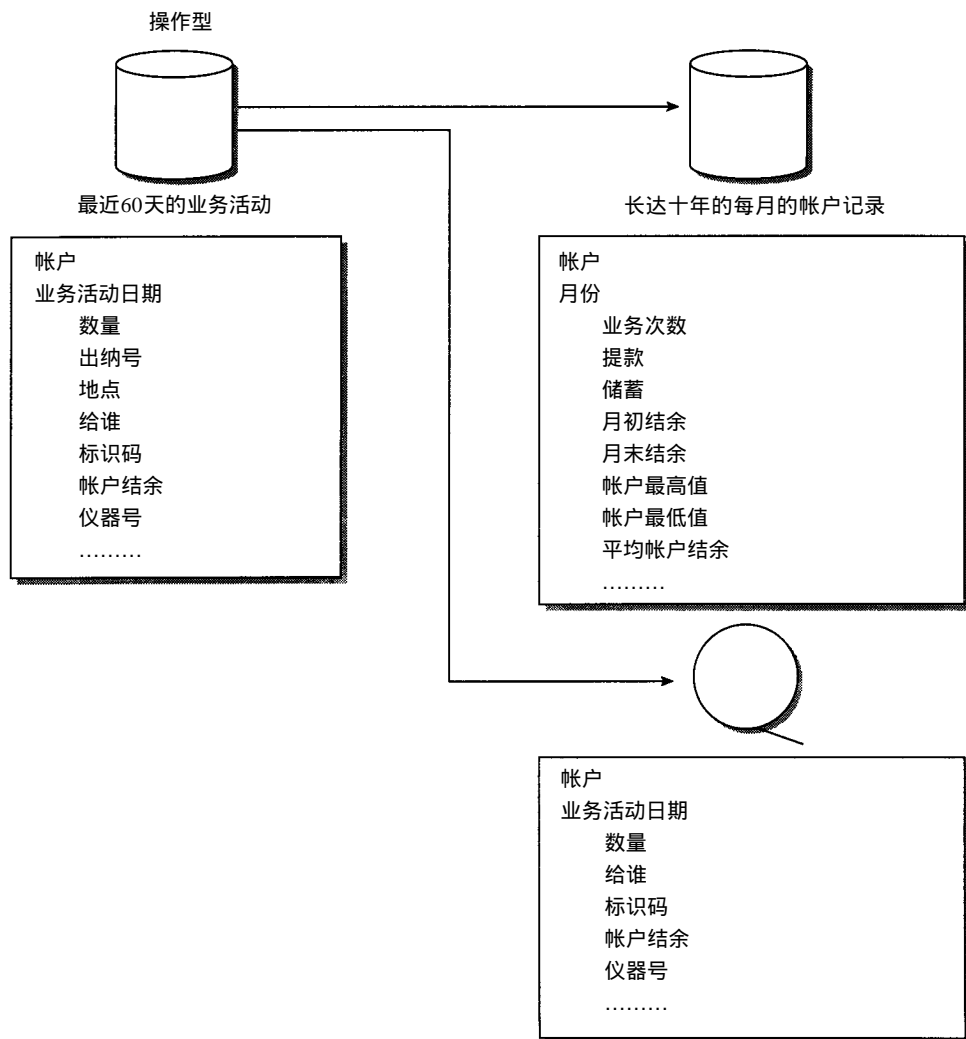 操作型
最近60天的业务活动
帐户
业务活动日期
数量
出纳号
地点
给谁
标识码
帐户结余
仪器号
………
长达十年的每月的帐户记录
帐户
月份
业务次数
提款
储蓄
月初结余
月末结余
帐户最高值
帐户最低值
平均帐户结余
………
帐户
业务活动日期
数量
给谁
标识码
帐户结余
仪器号
………